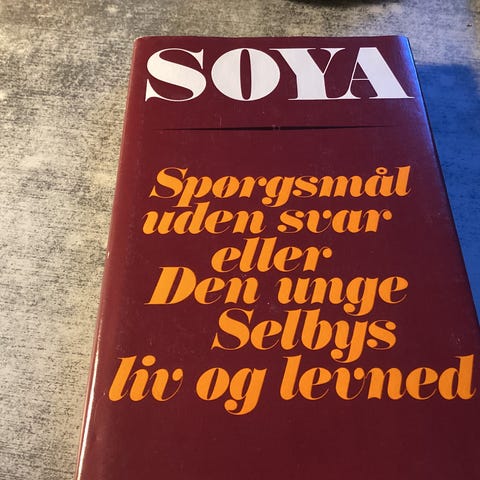 SOYA
Spørgsmål
uden svar
eller
Den unge
Selbys
liv og levned